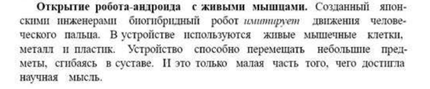 Открытие робота-андроида с живыми мышцами. Созданный япон-
скими инженерами биогибридный робот имитирует движения челове-
ческого пальца. В устройстве используются живые мышечные клетки,
металл и пластик. Устройство способно перемещать небольшие пред-
меты, сгибаясь в суставе. И это только малая часть того, чего достигла
научная мысль.